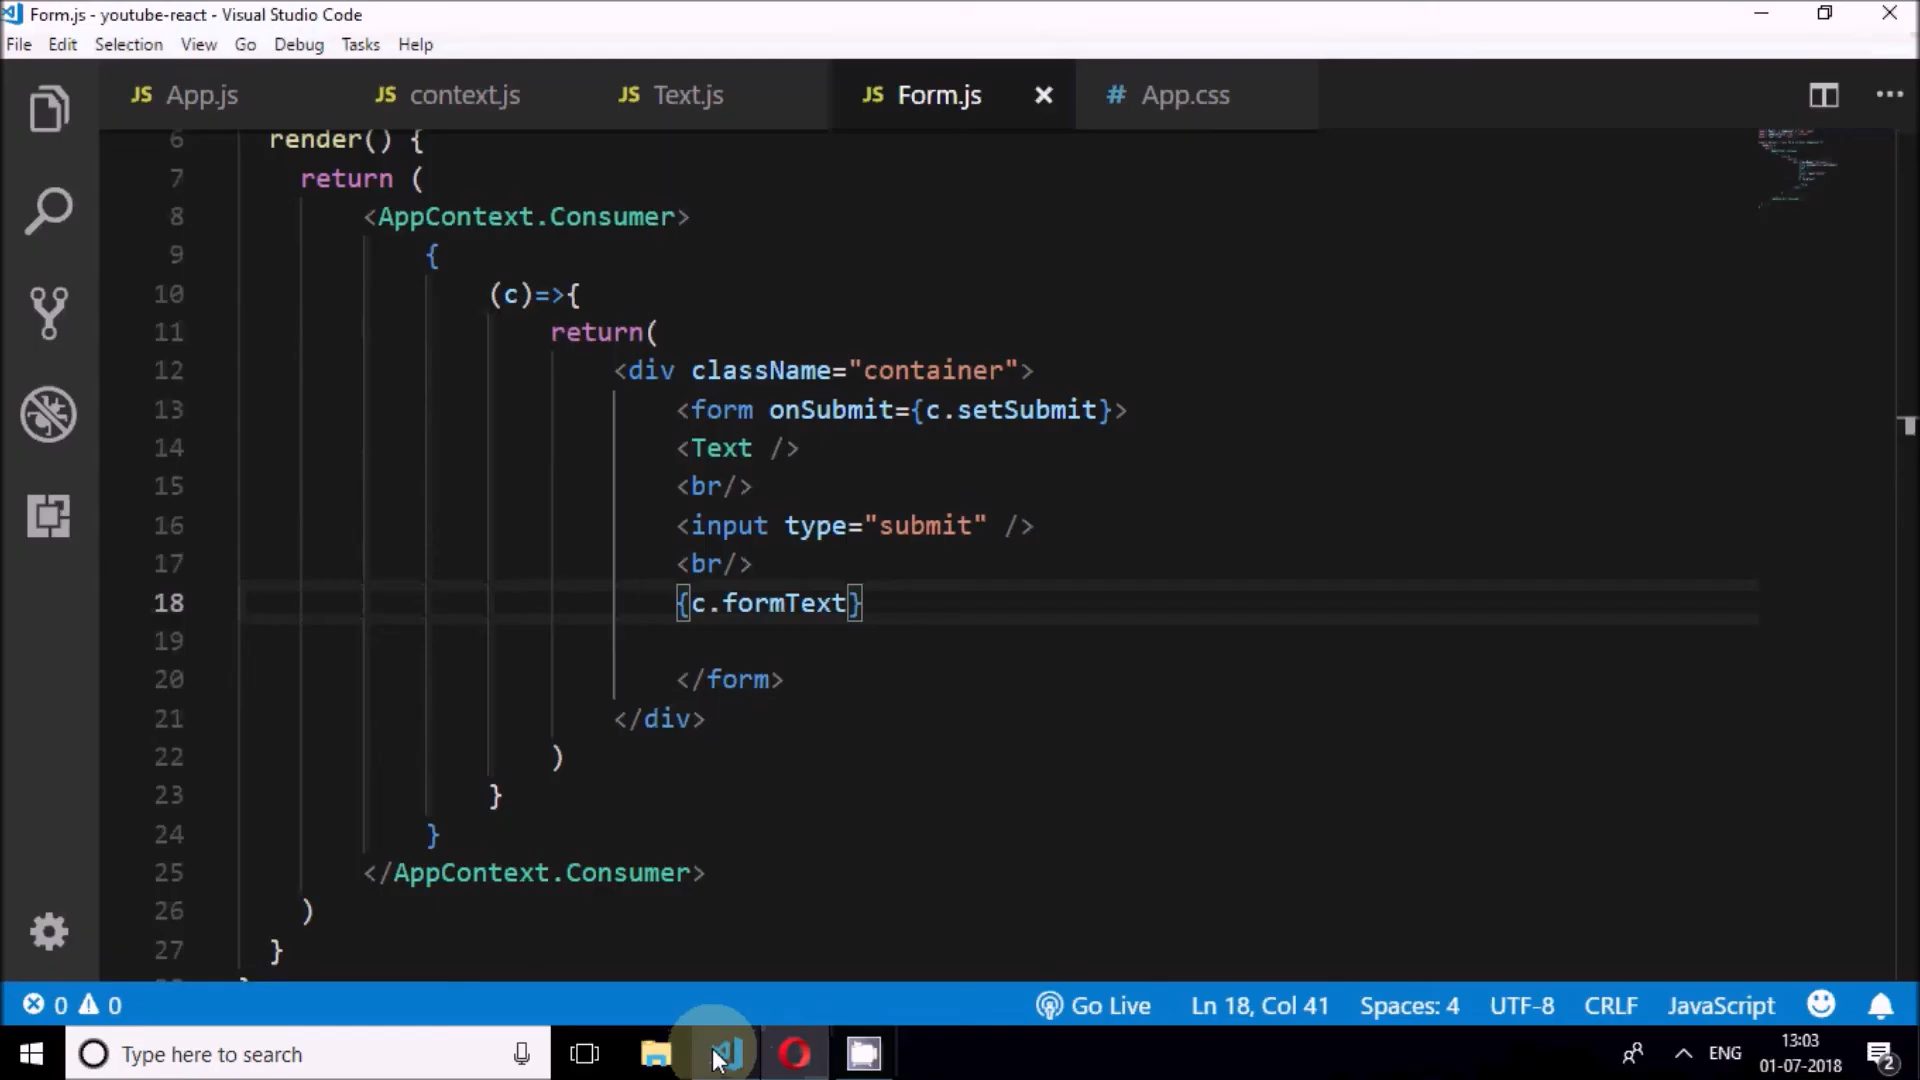 Form.js - youtube-react - Visual Studio Code
File Edit Selection View Go Debug Tasks Help
JS App.js JS context.js JS Text.js JS Form.js # App.css
6 render() {
7 return (
8 <AppContext.Consumer>
9 {
10 (c)=>{
11 return(
12 <div className="container">
13 <form onSubmit={c.setSubmit}>
14 <Text />
15 <br/>
16 <input type="submit" />
17 <br/>
18 {c.formText}
19
20 </form>
21 </div>
22 )
23 }
24 }
25 </AppContext.Consumer>
26 )
27 }
0 0 Go Live Ln 18, Col 41 Spaces: 4 UTF-8 CRLF JavaScript
Type here to search ENG 13:03
01-07-2018 2